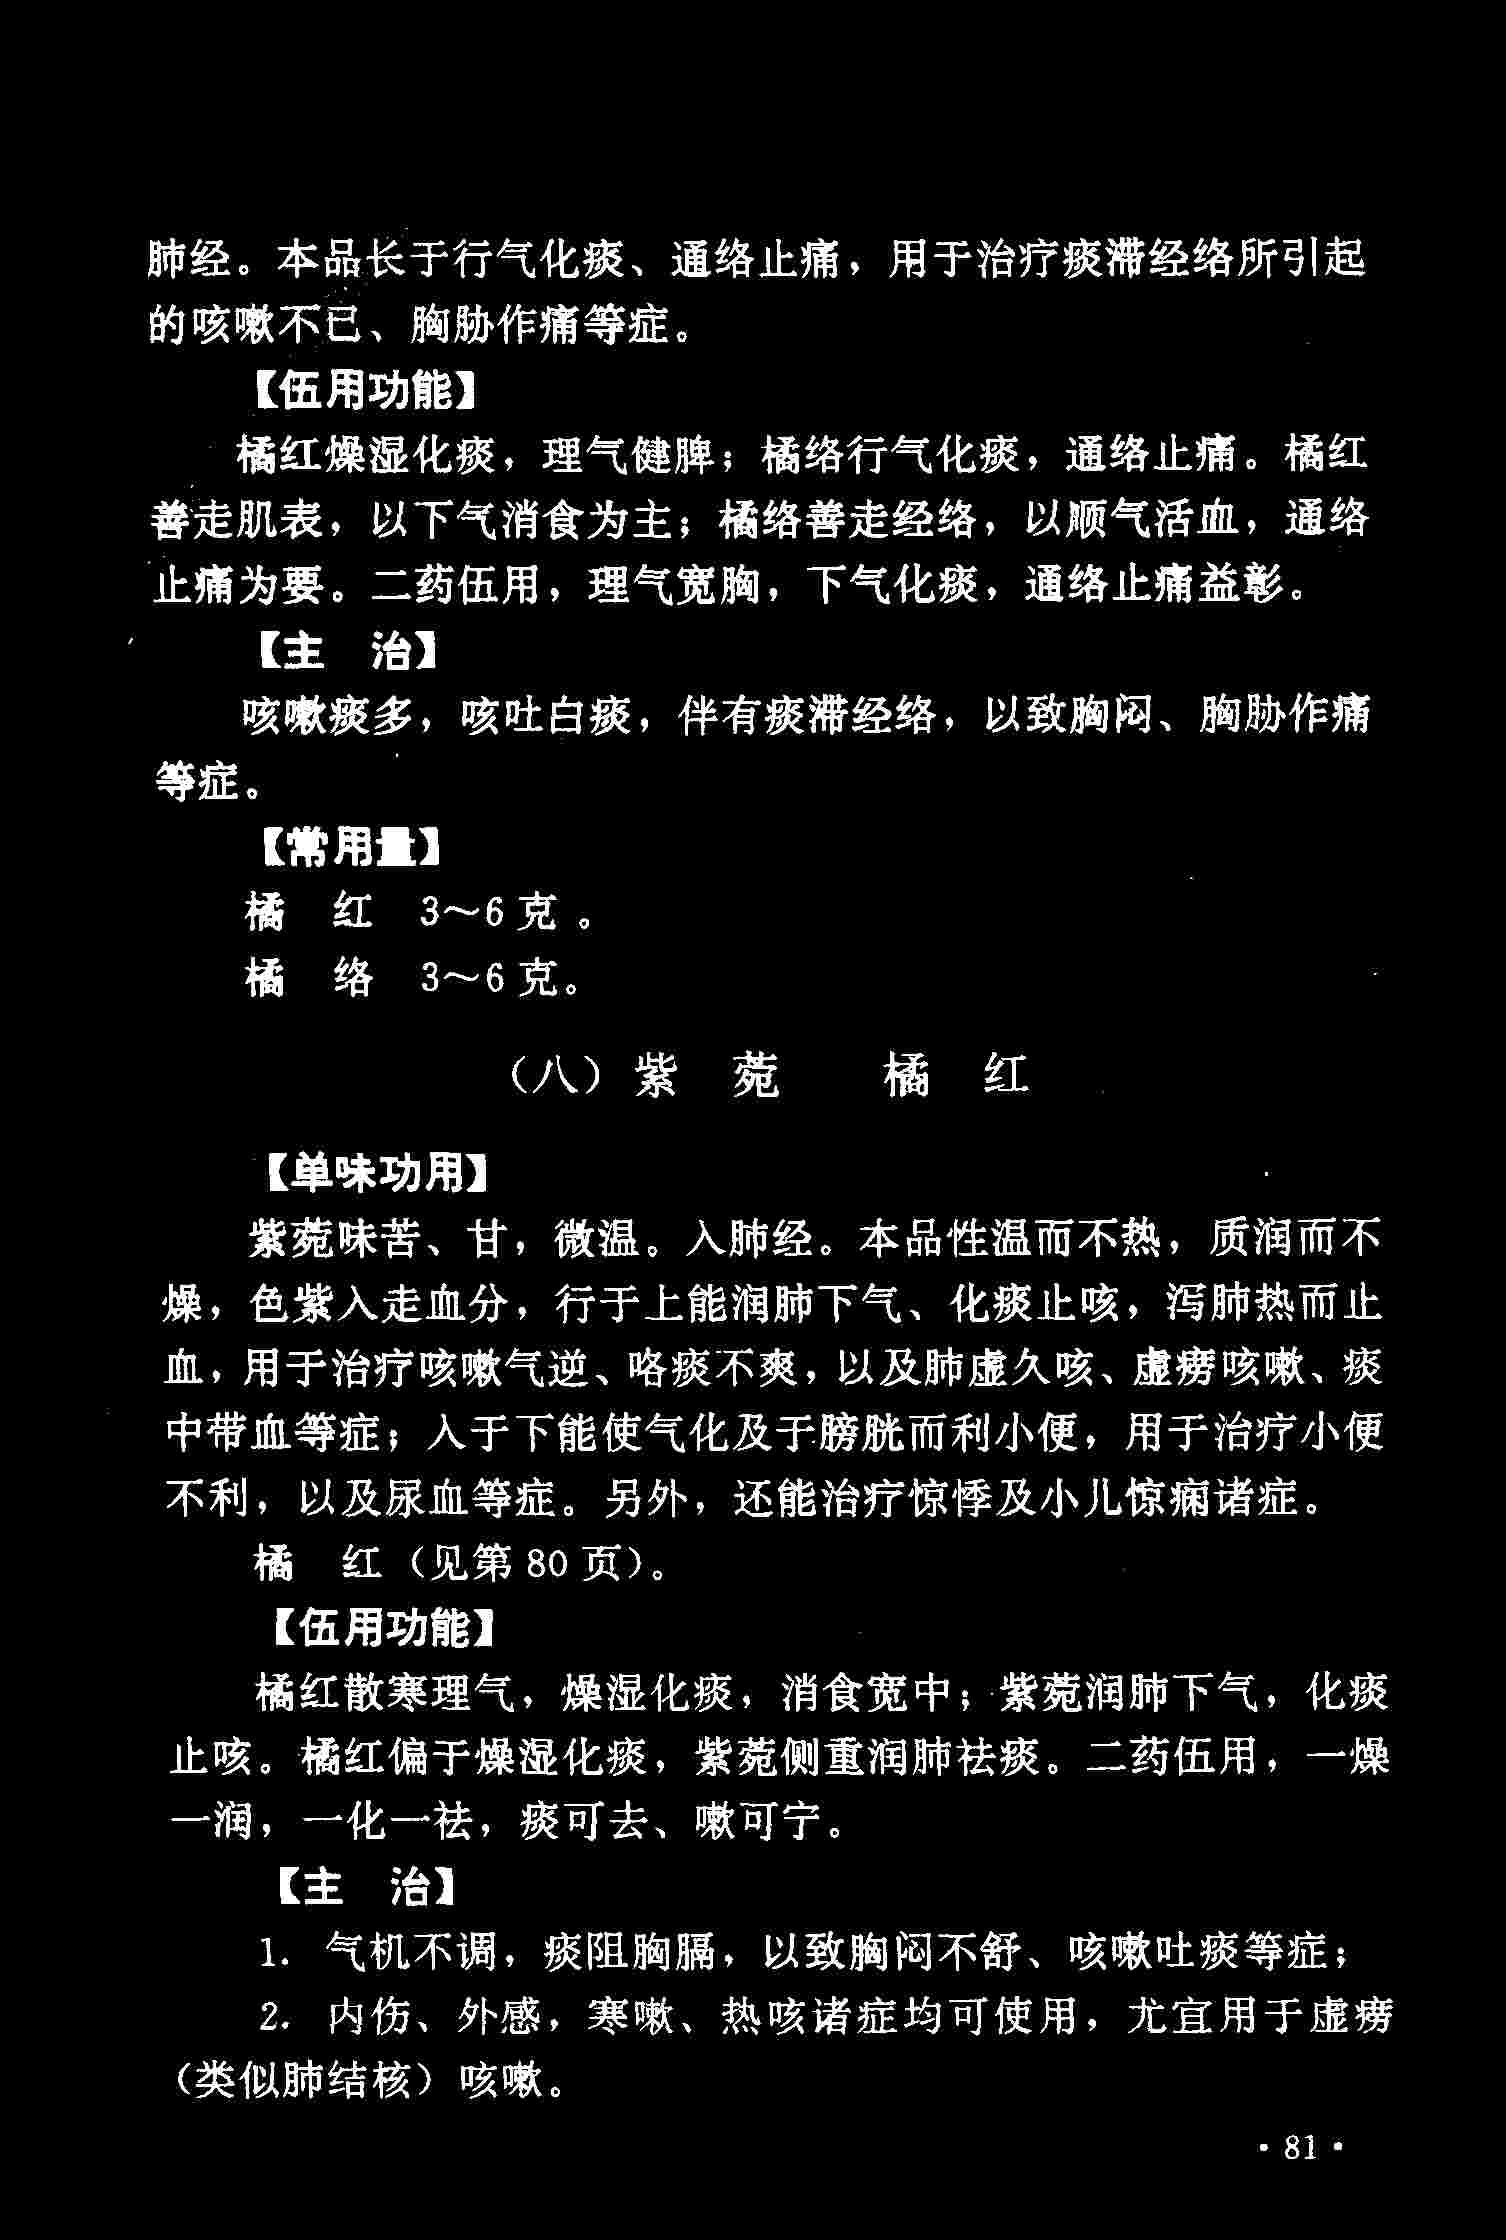 肺经。本品长于行气化痰、通络止痛，用于治疗痰滞经络所引起
的咳嗽不已、胸胁作痛等症。
【伍用功能】
橘红燥湿化痰，理气健脾；橘络行气化痰，通络止痛。橘红
善走肌表，以下气消食为主；橘络善走经络，以顺气活血，通络
止痛为要。二药伍用，理气宽胸，下气化痰，通络止痛益彰。
【主　治】
咳嗽痰多，咳吐白痰，伴有痰滞经络，以致胸闷、胸胁作痛
等症。
【常用量】
橘　红　3～6克。
橘　络　3～6克。
（八）紫　菀　　橘　红
【单味功用】
紫菀味苦、甘，微温。入肺经。本品性温而不热，质润而不
燥，色紫入走血分，行于上能润肺下气、化痰止咳，泻肺热而止
血，用于治疗咳嗽气逆、咯痰不爽，以及肺虚久咳、虚痨咳嗽、痰
中带血等症；入于下能使气化及于膀胱而利小便，用于治疗小便
不利，以及尿血等症。另外，还能治疗惊悸及小儿惊痫诸症。
橘　红（见第80页）。
【伍用功能】
橘红散寒理气，燥湿化痰，消食宽中；紫菀润肺下气，化痰
止咳。橘红偏于燥湿化痰，紫菀侧重润肺祛痰。二药伍用，一燥
一润，一化一祛，痰可去、嗽可宁。
【主　治】
1. 气机不调，痰阻胸膈，以致胸闷不舒、咳嗽吐痰等症；
2. 内伤、外感，寒嗽、热咳诸症均可使用，尤宜用于虚痨
（类似肺结核）咳嗽。
· 81 ·